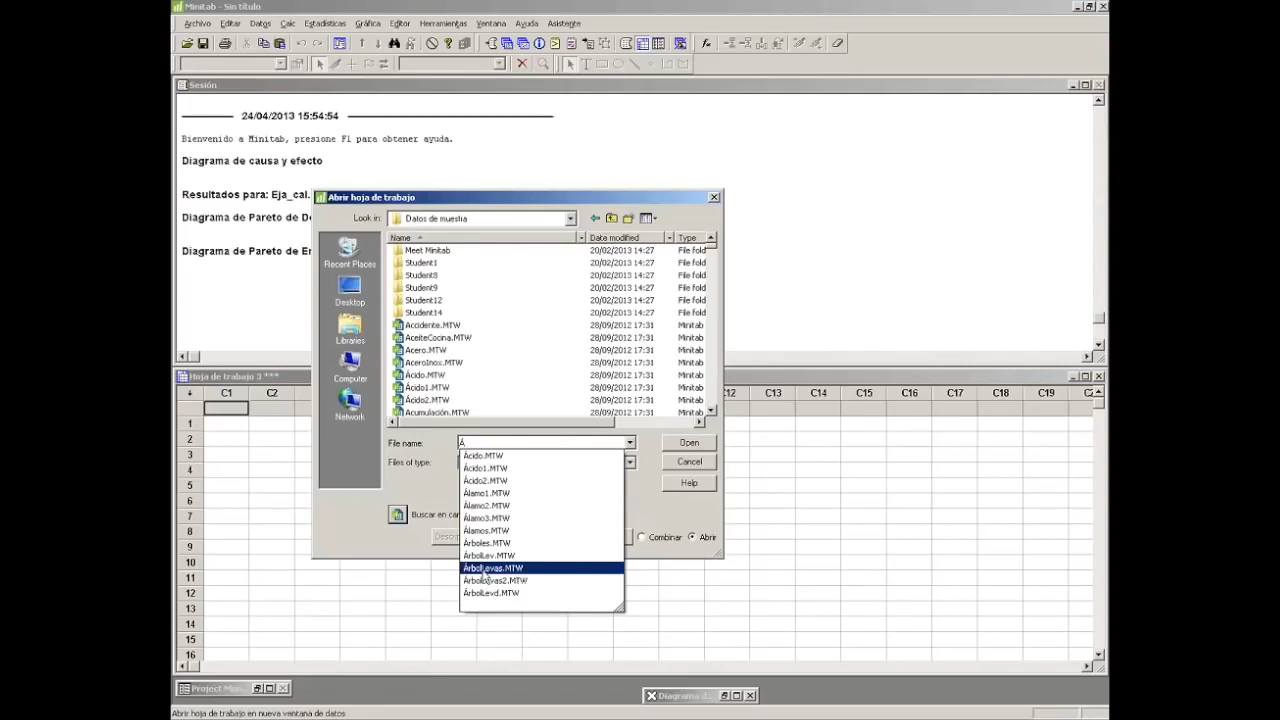 Minitab - Sin título
Archivo Editar Datos Calc Estadísticas Gráfica Editor Herramientas Ventana Ayuda Asistente
Sesión
24/04/2013 15:54:54
Bienvenido a Minitab, presione F1 para obtener ayuda.
Diagrama de causa y efecto
Resultados para: Eja_cal.
Diagrama de Pareto de De
Diagrama de Pareto de
Abrir hoja de trabajo
Look in: Datos de muestra
Name Date modified Type
Meet Minitab 20/02/2013 14:27 File fold
Student1 20/02/2013 14:27 File fold
Student8 20/02/2013 14:27 File fold
Student9 20/02/2013 14:27 File fold
Student12 20/02/2013 14:27 File fold
Student14 20/02/2013 14:27 File fold
Accidente.MTW 28/09/2012 17:31 Minitab
AceiteCocina.MTW 28/09/2012 17:31 Minitab
Acero.MTW 28/09/2012 17:31 Minitab
AceroInox.MTW 28/09/2012 17:31 Minitab
Ácido.MTW 28/09/2012 17:31 Minitab
Ácido1.MTW 28/09/2012 17:31 Minitab
Ácido2.MTW 28/09/2012 17:31 Minitab
Acumulación.MTW 28/09/2012 17:31 Minitab
Recent Places
Desktop
Libraries
Computer
Network
File name: Á Open
Files of type: Cancel
Help
Buscar en car
Combinar Abrir
Ácido.MTW
Ácido1.MTW
Ácido2.MTW
Álamo1.MTW
Álamo2.MTW
Álamo3.MTW
Álamos.MTW
Árboles.MTW
ÁrbolLev.MTW
ÁrbolLevas.MTW
ÁrbolLevas2.MTW
ÁrbolLevd.MTW
Hoja de trabajo 3 ***
C1 C2 C12 C13 C14 C15 C16 C17 C18 C19 C2
1
2
3
4
5
6
7
8
9
10
11
12
13
14
15
16
Project Man
Diagrama d
Abrir hoja de trabajo en nueva ventana de datos